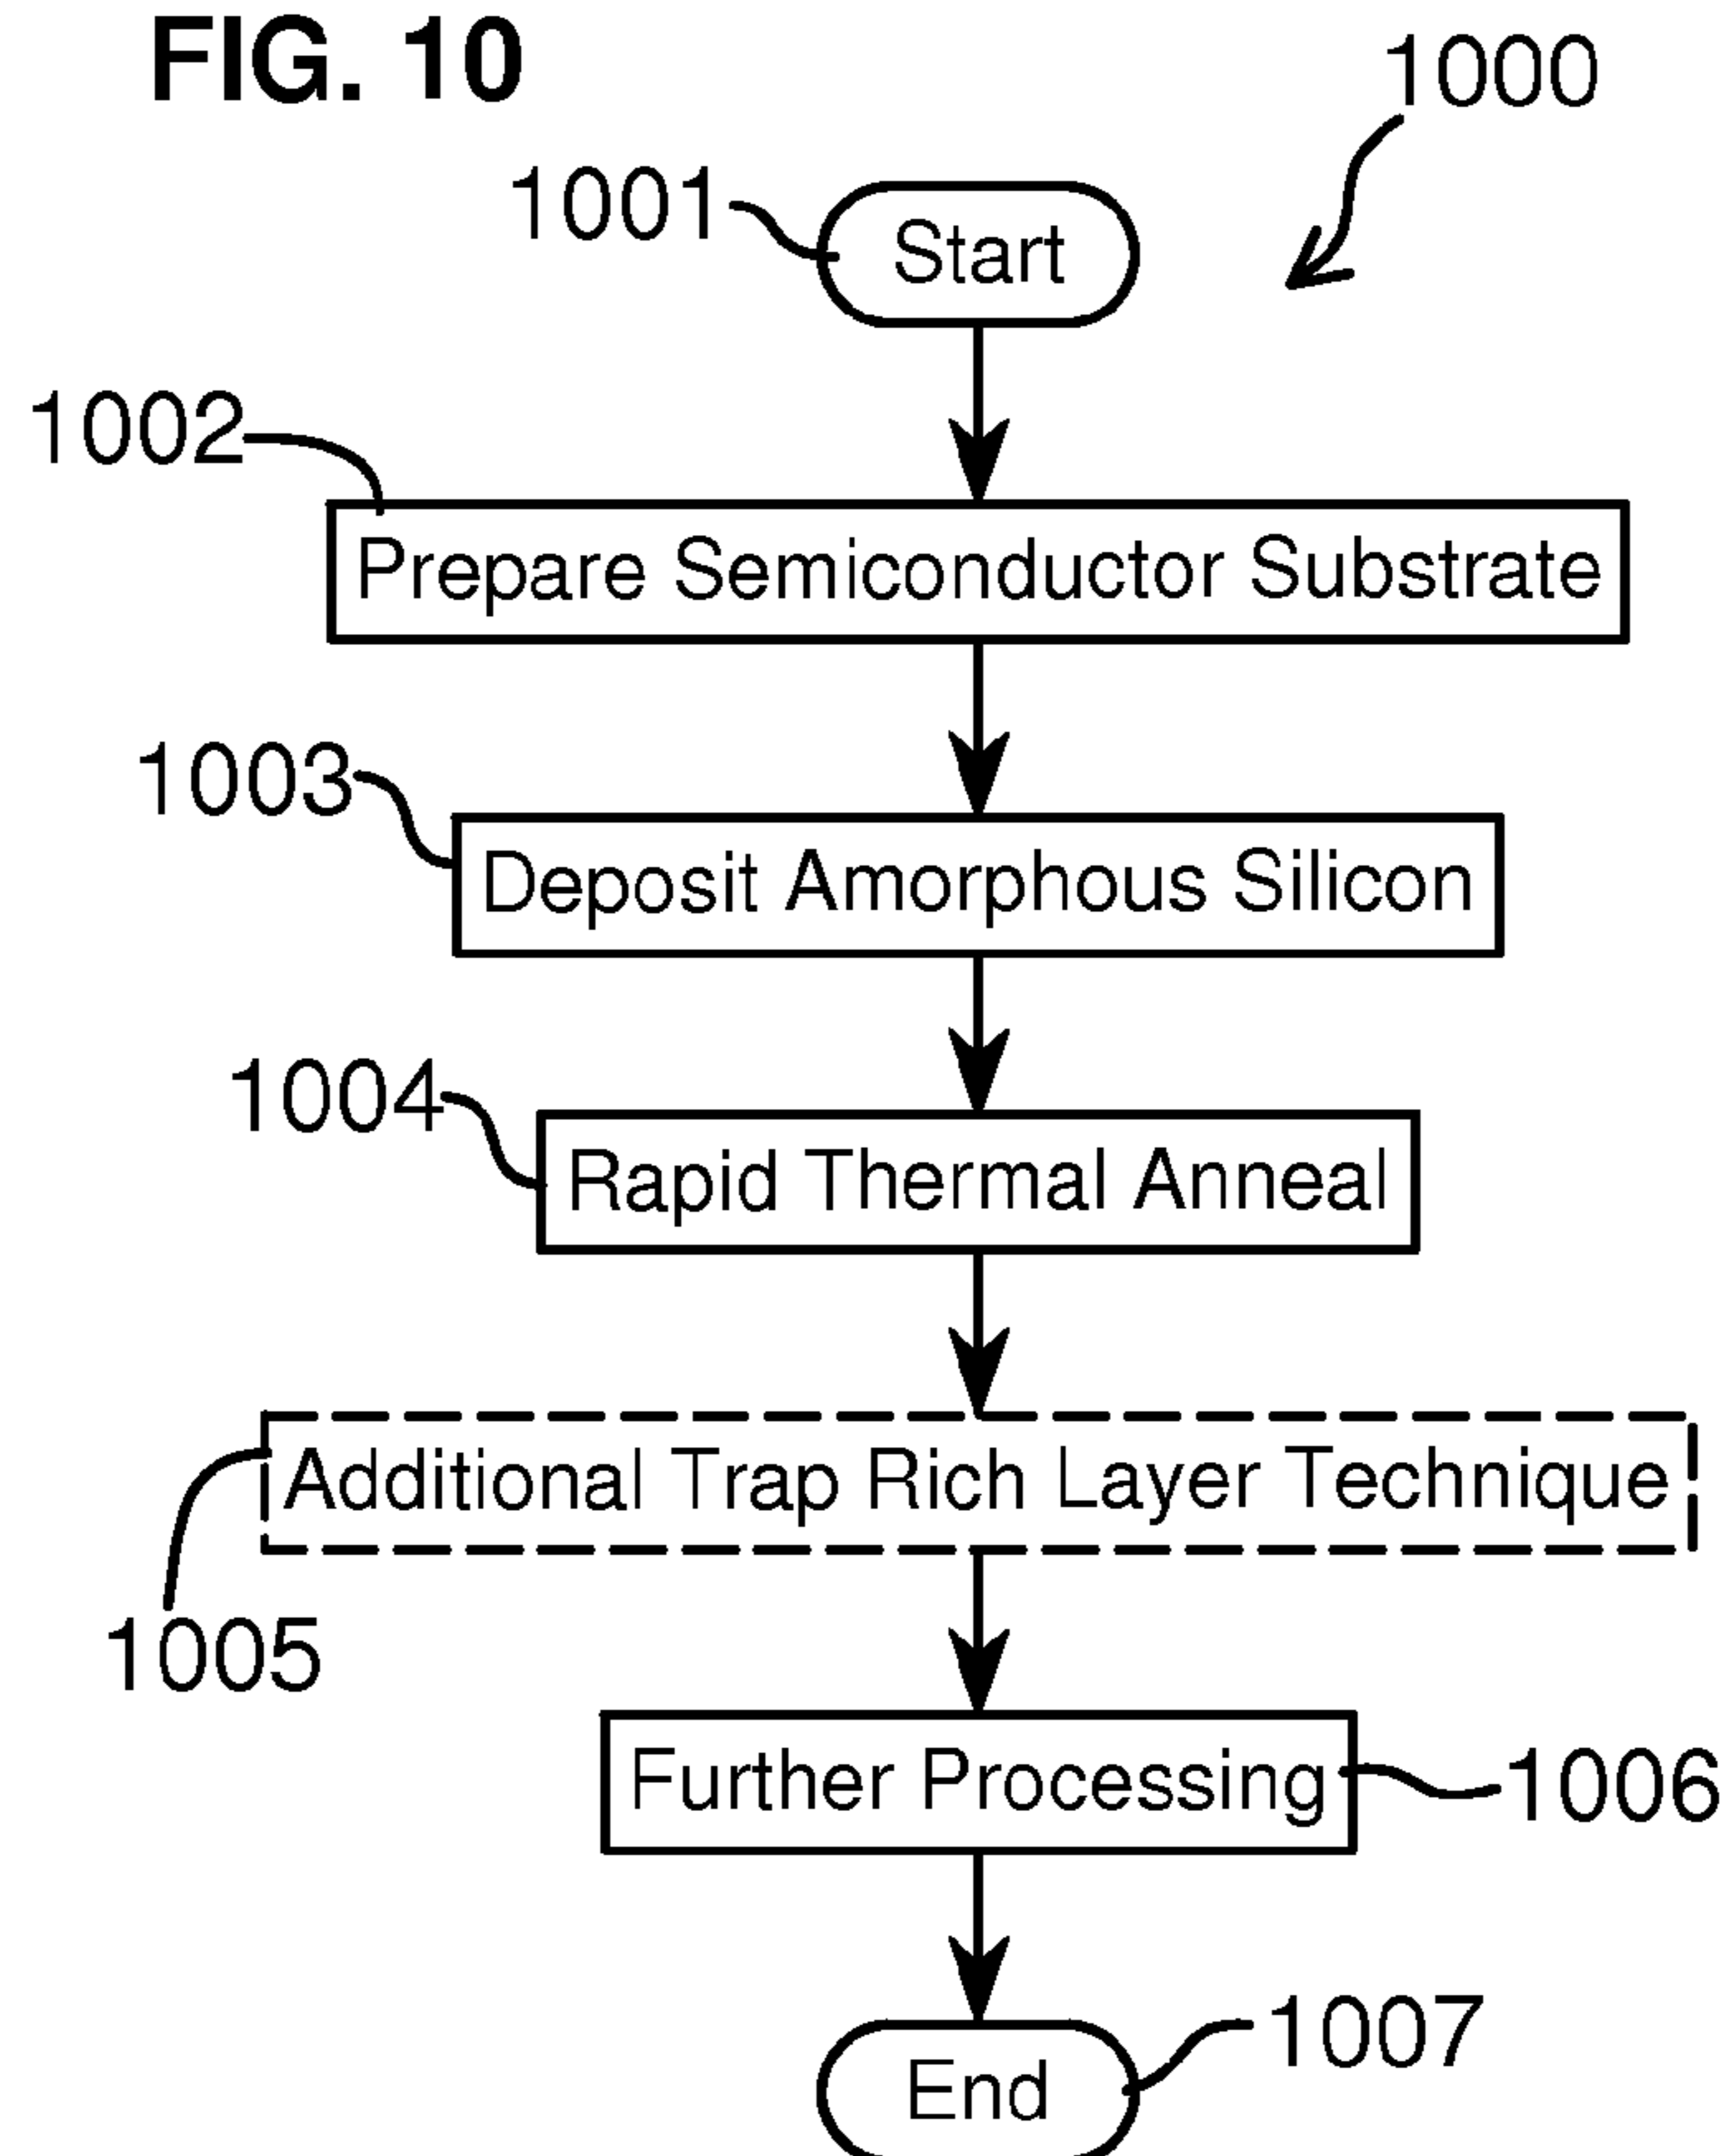 FIG. 10
1000
1001
Start
1002
Prepare Semiconductor Substrate
1003
Deposit Amorphous Silicon
1004
Rapid Thermal Anneal
Additional Trap Rich Layer Technique
1005
Further Processing
1006
1007
End